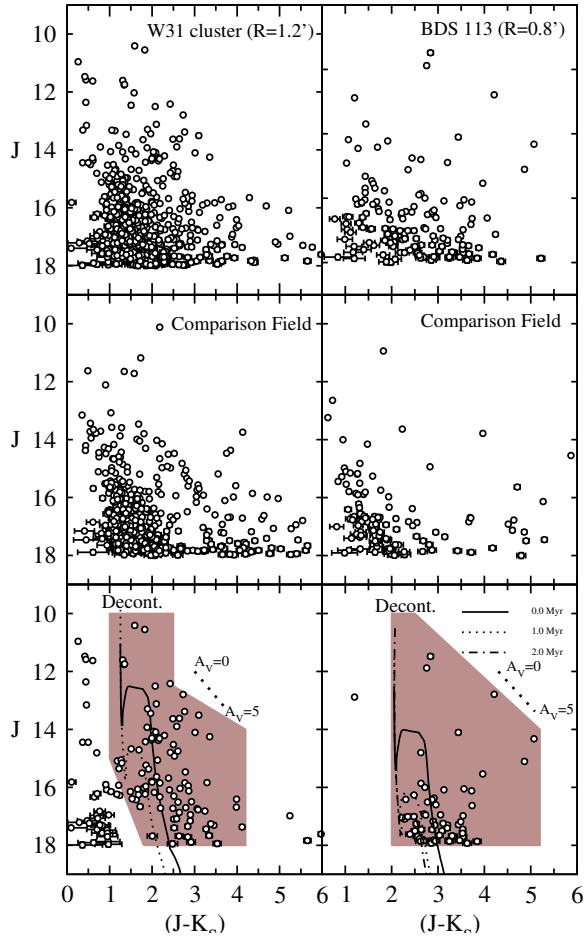 W31 cluster (R=1.2') BDS 113 (R=0.8')
10
12
14
16
18
J
Comparison Field Comparison Field
10
12
14
16
18
J
Decont. Decont.
0.0 Myr
1.0 Myr
2.0 Myr
A_V=0 A_V=0
A_V=5 A_V=5
10
12
14
16
18
J
0 1 2 3 4 5 6 1 2 3 4 5 6
(J-K_s) (J-K_s)